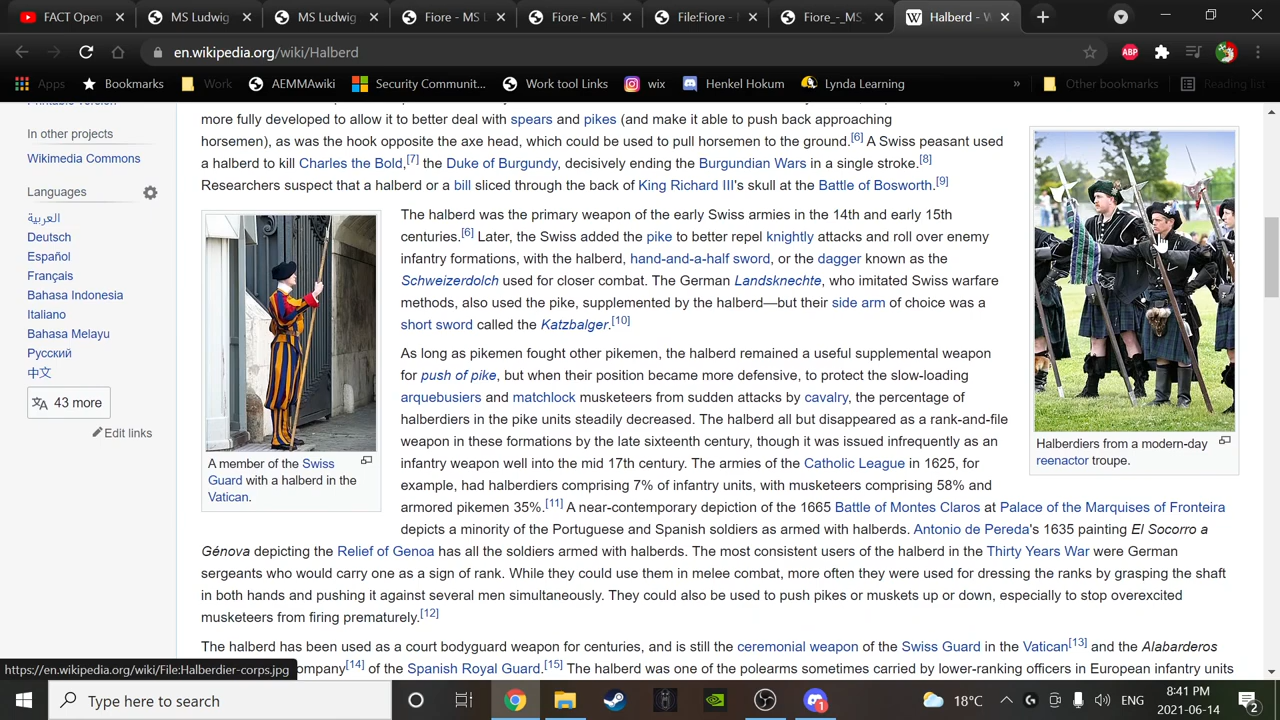 FACT Open
MS Ludwig
MS Ludwig
Fiore - MS L
Fiore - MS
File:Fiore -
Fiore_-_MS_
Halberd - W
en.wikipedia.org/wiki/Halberd
ABP
Apps
Bookmarks
Work
AEMMAwiki
Security Communit...
Work tool Links
wix
Henkel Hokum
Lynda Learning
»
Other bookmarks
Reading list
Printable version
In other projects
Wikimedia Commons
Languages
العربية
Deutsch
Español
Français
Bahasa Indonesia
Italiano
Bahasa Melayu
Русский
中文
43 more
Edit links
more fully developed to allow it to better deal with spears and pikes (and make it able to push back approaching
horsemen), as was the hook opposite the axe head, which could be used to pull horsemen to the ground.[6] A Swiss peasant used
a halberd to kill Charles the Bold,[7] the Duke of Burgundy, decisively ending the Burgundian Wars in a single stroke.[8]
Researchers suspect that a halberd or a bill sliced through the back of King Richard III's skull at the Battle of Bosworth.[9]
A member of the Swiss
Guard with a halberd in the
Vatican.
The halberd was the primary weapon of the early Swiss armies in the 14th and early 15th
centuries.[6] Later, the Swiss added the pike to better repel knightly attacks and roll over enemy
infantry formations, with the halberd, hand-and-a-half sword, or the dagger known as the
Schweizerdolch used for closer combat. The German Landsknechte, who imitated Swiss warfare
methods, also used the pike, supplemented by the halberd—but their side arm of choice was a
short sword called the Katzbalger.[10]
As long as pikemen fought other pikemen, the halberd remained a useful supplemental weapon
for push of pike, but when their position became more defensive, to protect the slow-loading
arquebusiers and matchlock musketeers from sudden attacks by cavalry, the percentage of
halberdiers in the pike units steadily decreased. The halberd all but disappeared as a rank-and-file
weapon in these formations by the late sixteenth century, though it was issued infrequently as an
infantry weapon well into the mid 17th century. The armies of the Catholic League in 1625, for
example, had halberdiers comprising 7% of infantry units, with musketeers comprising 58% and
armored pikemen 35%.[11] A near-contemporary depiction of the 1665 Battle of Montes Claros at Palace of the Marquises of Fronteira
depicts a minority of the Portuguese and Spanish soldiers as armed with halberds. Antonio de Pereda's 1635 painting El Socorro a
Génova depicting the Relief of Genoa has all the soldiers armed with halberds. The most consistent users of the halberd in the Thirty Years War were German
sergeants who would carry one as a sign of rank. While they could use them in melee combat, more often they were used for dressing the ranks by grasping the shaft
in both hands and pushing it against several men simultaneously. They could also be used to push pikes or muskets up or down, especially to stop overexcited
musketeers from firing prematurely.[12]
The halberd has been used as a court bodyguard weapon for centuries, and is still the ceremonial weapon of the Swiss Guard in the Vatican[13] and the Alabarderos
ompany[14] of the Spanish Royal Guard.[15] The halberd was one of the polearms sometimes carried by lower-ranking officers in European infantry units
Halberdiers from a modern-day
reenactor troupe.
https://en.wikipedia.org/wiki/File:Halberdier-corps.jpg
Type here to search
1
18°C
ENG
8:41 PM
2021-06-14
2